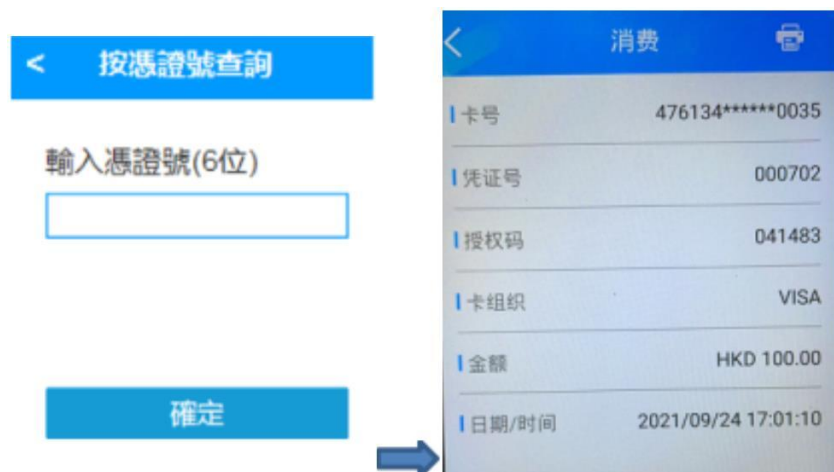 < 按憑證號查詢
輸入憑證號(6位)
確定
消费
卡号 476134******0035
凭证号 000702
授权码 041483
卡组织 VISA
金额 HKD 100.00
日期/时间 2021/09/24 17:01:10